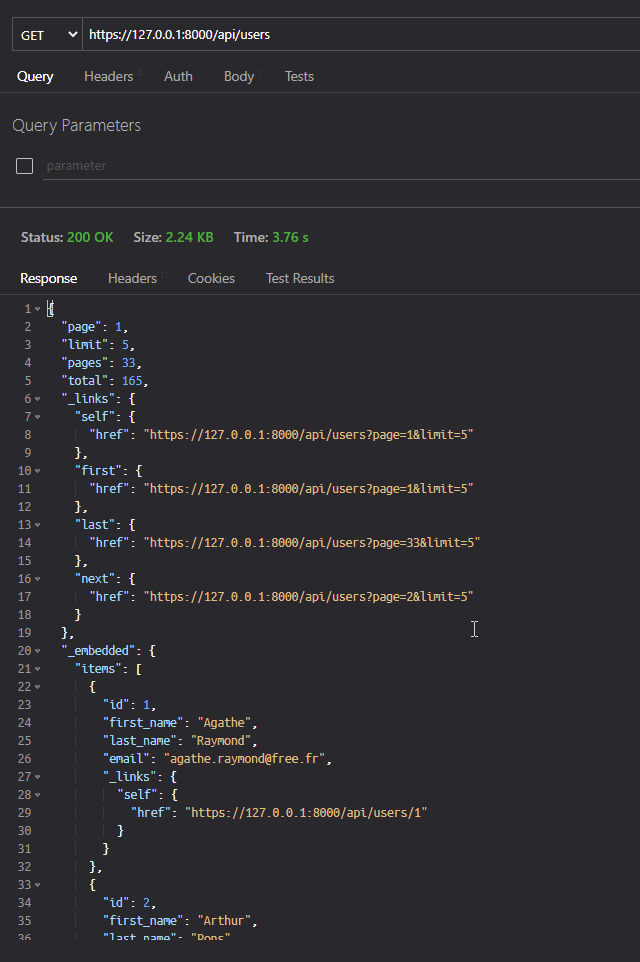 GET https://127.0.0.1:8000/api/users
Query Headers Auth Body Tests
Query Parameters
parameter
Status: 200 OK Size: 2.24 KB Time: 3.76 s
Response Headers 11 Cookies Test Results
1 {
2 "page": 1,
3 "limit": 5,
4 "pages": 33,
5 "total": 165,
6 "_links": {
7 "self": {
8 "href": "https://127.0.0.1:8000/api/users?page=1&limit=5"
9 },
10 "first": {
11 "href": "https://127.0.0.1:8000/api/users?page=1&limit=5"
12 },
13 "last": {
14 "href": "https://127.0.0.1:8000/api/users?page=33&limit=5"
15 },
16 "next": {
17 "href": "https://127.0.0.1:8000/api/users?page=2&limit=5"
18 }
19 },
20 "_embedded": {
21 "items": [
22 {
23 "id": 1,
24 "first_name": "Agathe",
25 "last_name": "Raymond",
26 "email": "agathe.raymond@free.fr",
27 "_links": {
28 "self": {
29 "href": "https://127.0.0.1:8000/api/users/1"
30 }
31 }
32 },
33 {
34 "id": 2,
35 "first_name": "Arthur",
36 "last_name":